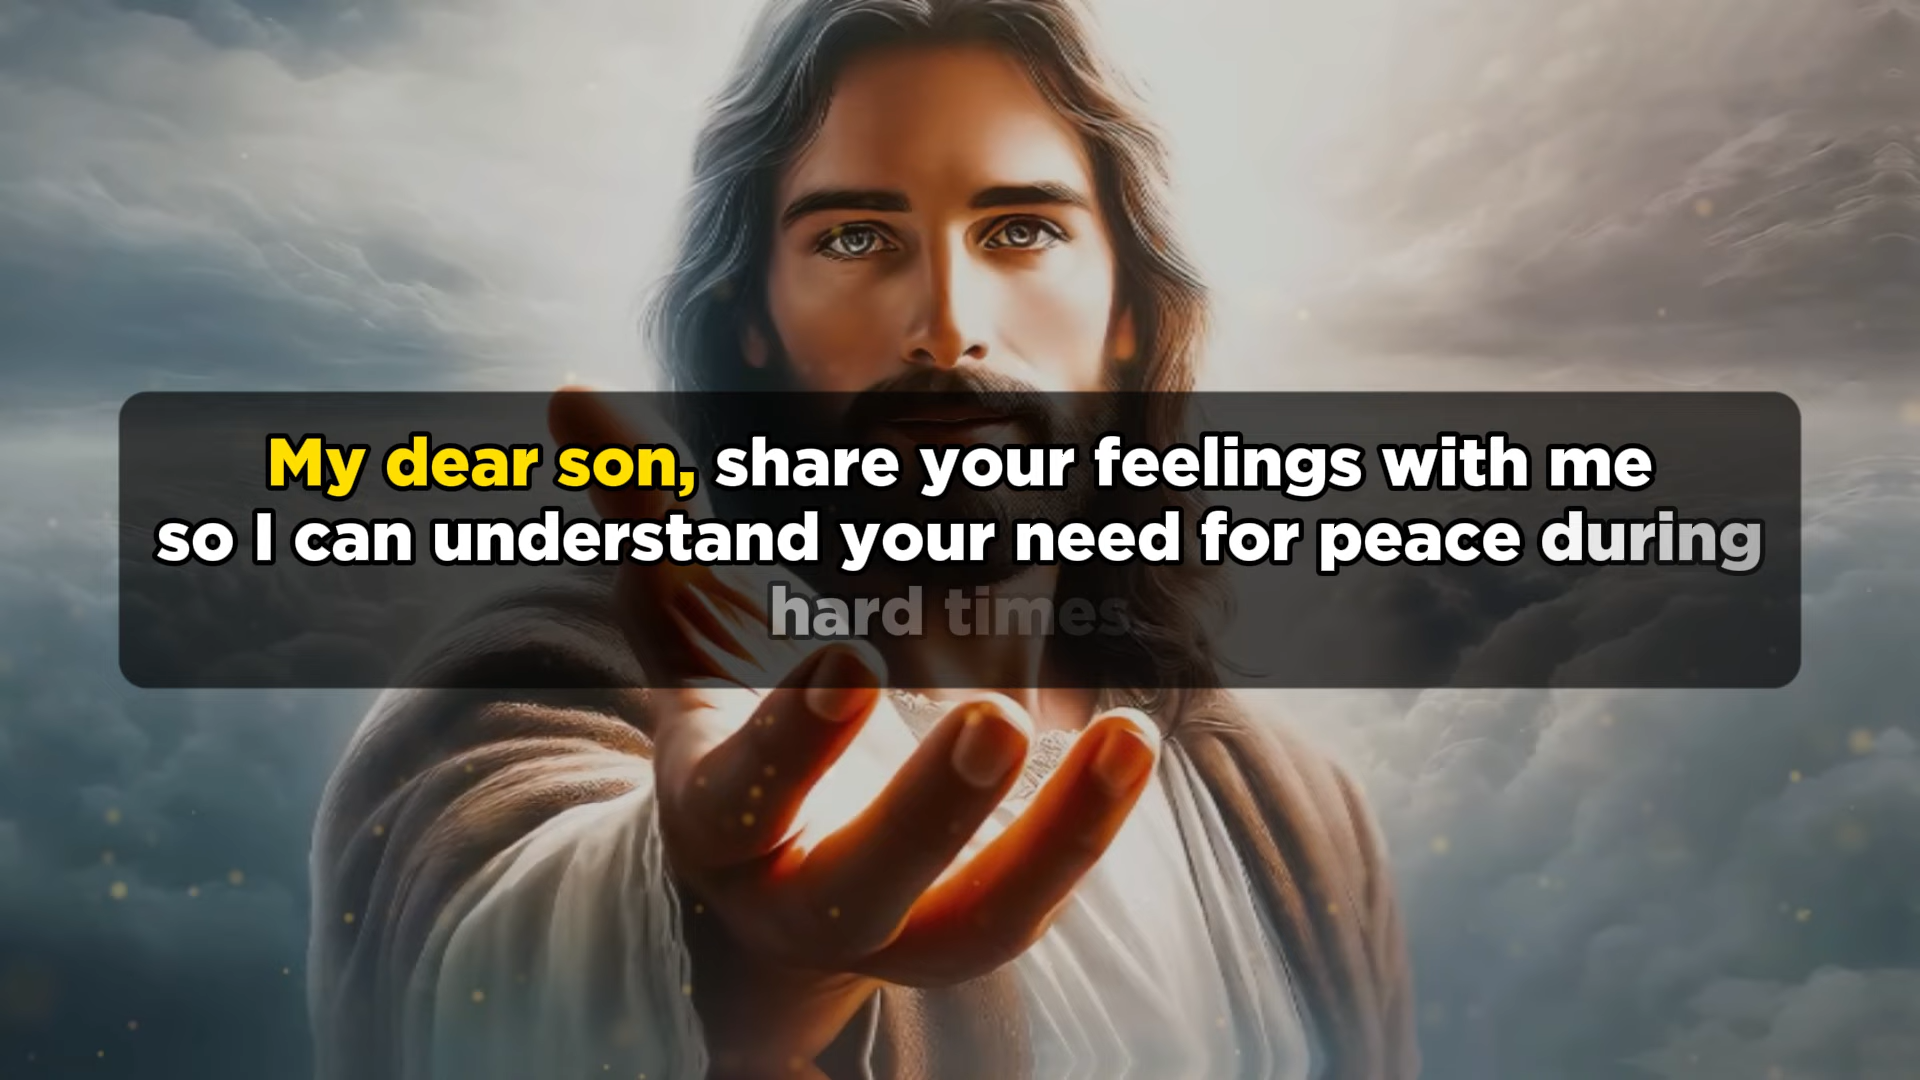 My dear son, share your feelings with me
so I can understand your need for peace during
hard times